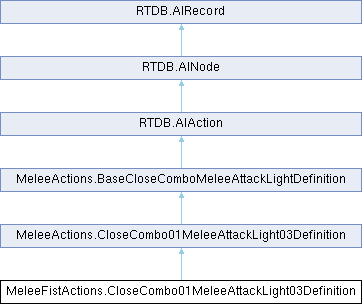 RTDB.AIRecord
RTDB.AINode
RTDB.AIAction
MeleeActions.BaseCloseComboMeleeAttackLightDefinition
MeleeActions.CloseCombo01MeleeAttackLight03Definition
MeleeFistActions.CloseCombo01MeleeAttackLight03Definition